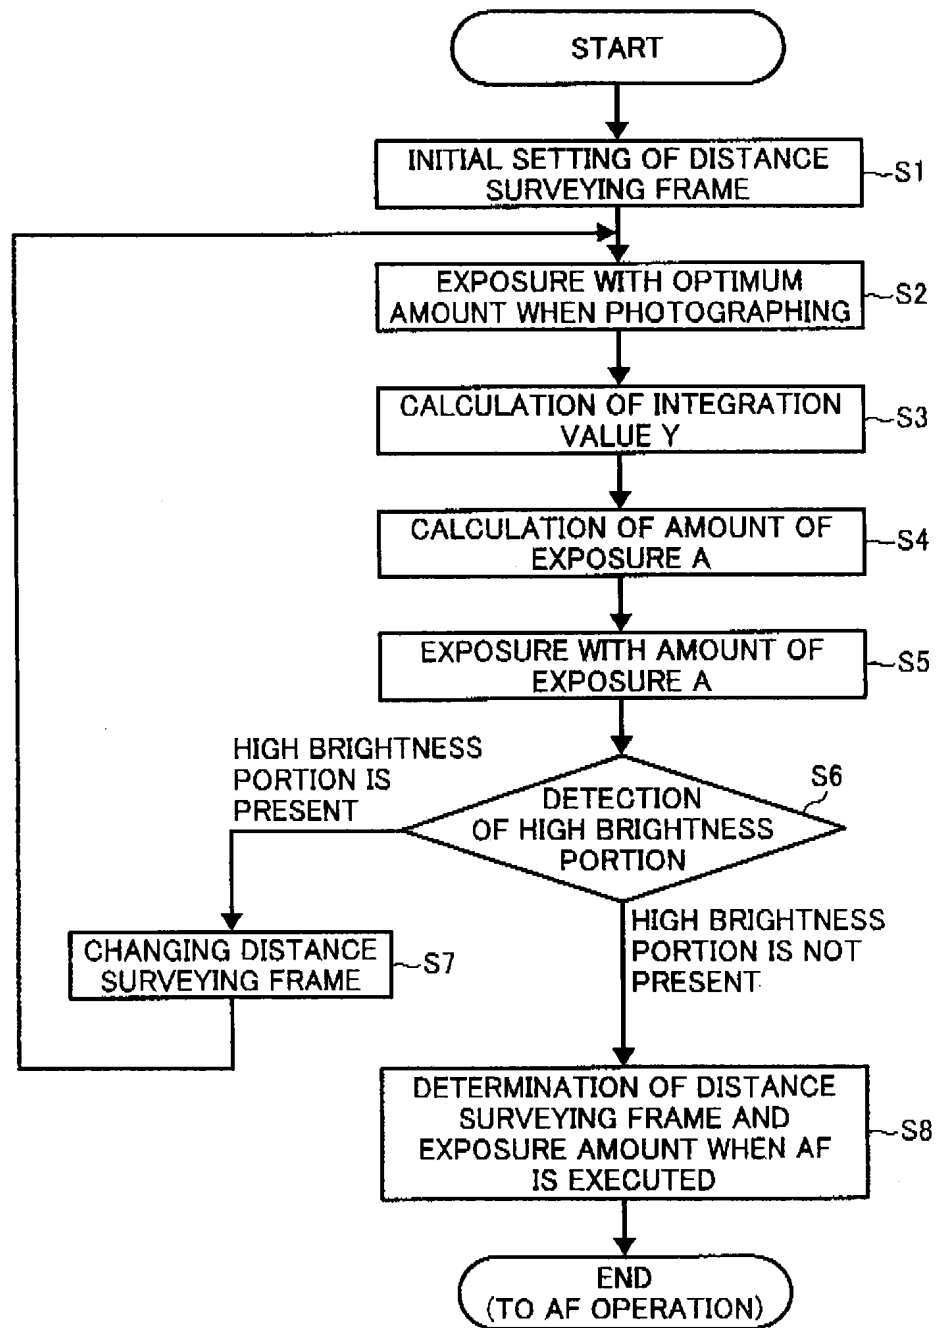 START
INITIAL SETTING OF DISTANCE
SURVEYING FRAME
S1
EXPOSURE WITH OPTIMUM
AMOUNT WHEN PHOTOGRAPHING
S2
CALCULATION OF INTEGRATION
VALUE Y
S3
CALCULATION OF AMOUNT OF
EXPOSURE A
S4
EXPOSURE WITH AMOUNT OF
EXPOSURE A
S5
HIGH BRIGHTNESS
PORTION IS
PRESENT
DETECTION
OF HIGH BRIGHTNESS
PORTION
S6
CHANGING DISTANCE
SURVEYING FRAME
S7
HIGH BRIGHTNESS
PORTION IS NOT
PRESENT
DETERMINATION OF DISTANCE
SURVEYING FRAME AND
EXPOSURE AMOUNT WHEN AF
IS EXECUTED
S8
END
(TO AF OPERATION)